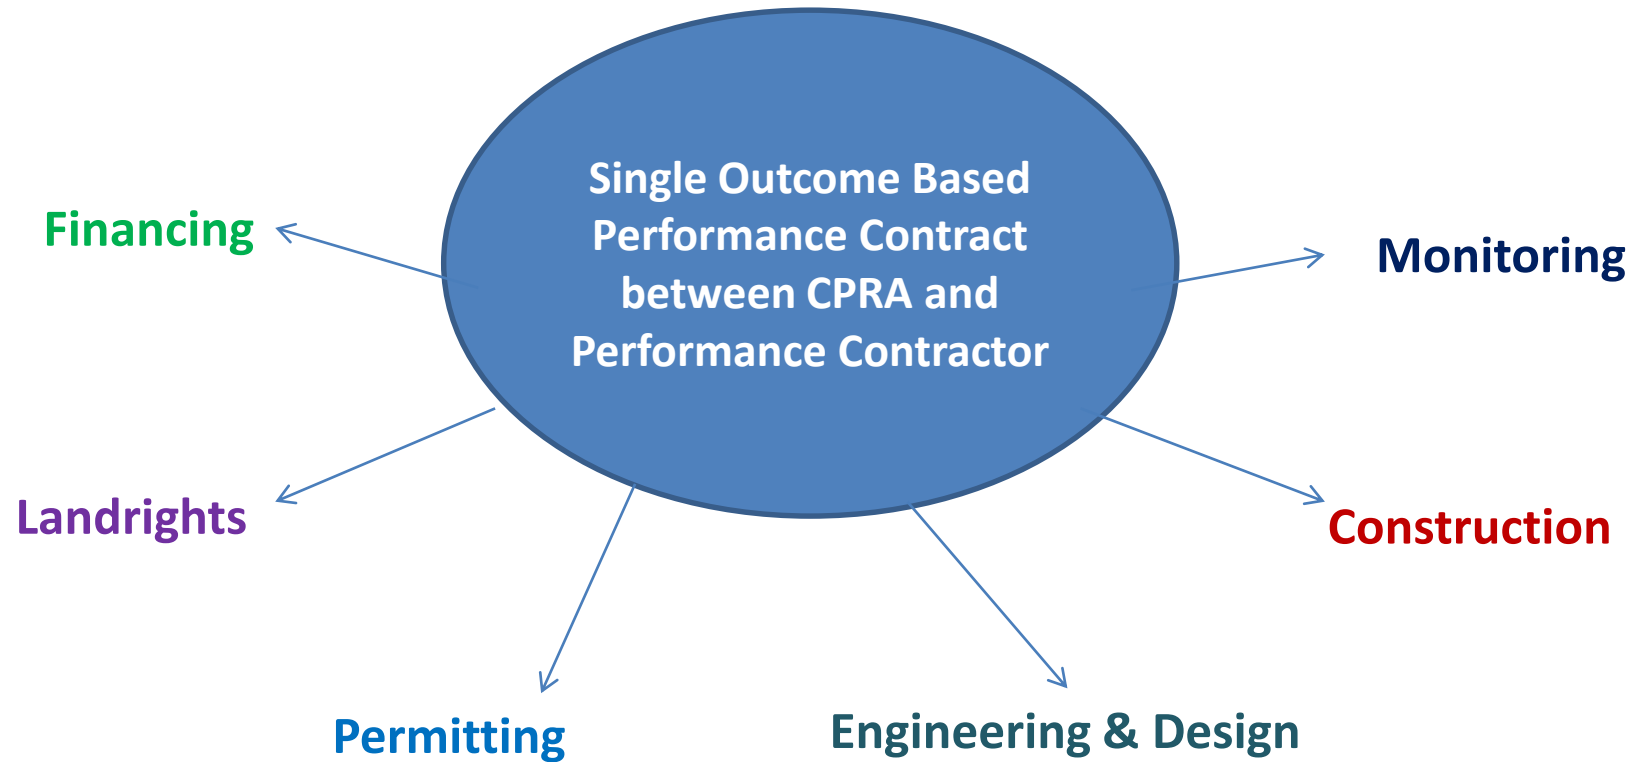 Single Outcome Based
Performance Contract
between CPRA and
Performance Contractor
Financing
Monitoring
Landrights
Construction
Permitting
Engineering & Design